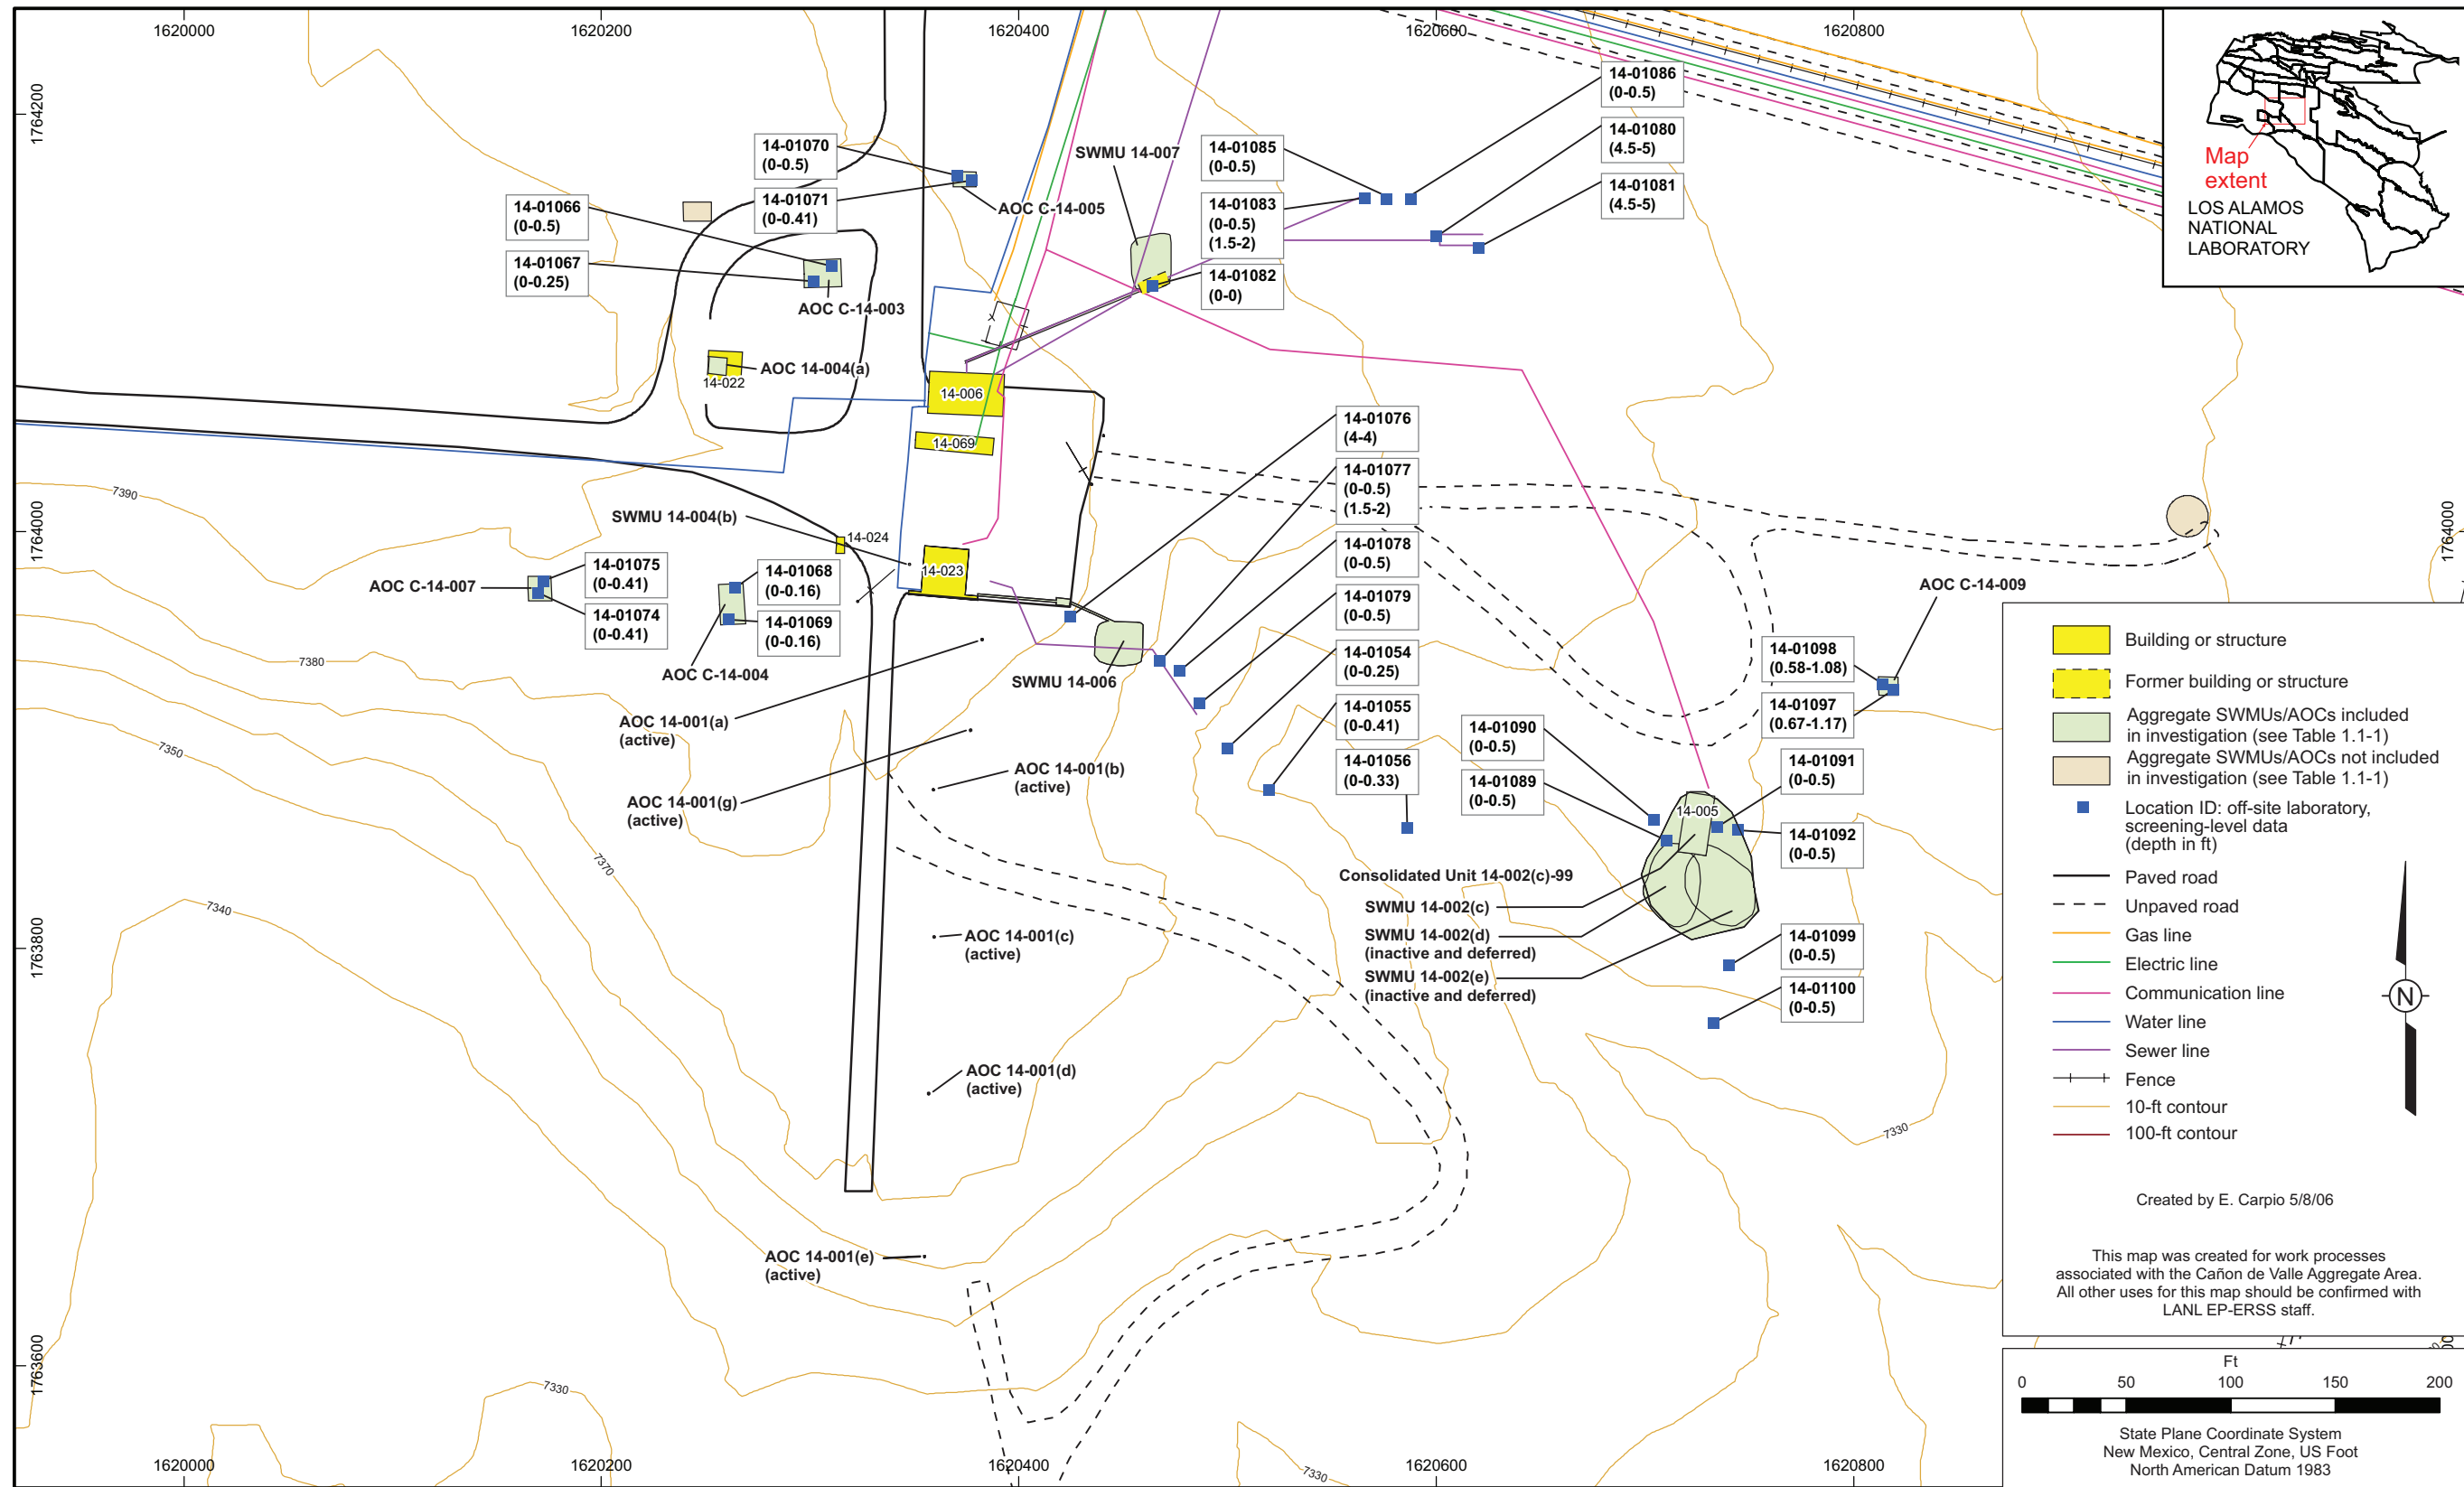 1620000
1620200
1620400
1620600
1620800
1764200
1764000
1763800
1763600
1764000
Map
extent
LOS ALAMOS
NATIONAL
LABORATORY
14-01086
(0-0.5)
14-01080
(4.5-5)
14-01081
(4.5-5)
14-01070
(0-0.5)
14-01071
(0-0.41)
AOC C-14-005
SWMU 14-007
14-01085
(0-0.5)
14-01083
(0-0.5)
(1.5-2)
14-01082
(0-0)
14-01066
(0-0.5)
14-01067
(0-0.25)
AOC C-14-003
AOC 14-004(a)
14-022
14-006
14-069
14-01076
(4-4)
14-01077
(0-0.5)
(1.5-2)
14-01078
(0-0.5)
14-01079
(0-0.5)
14-01054
(0-0.25)
14-01055
(0-0.41)
14-01056
(0-0.33)
7390
SWMU 14-004(b)
14-024
14-023
AOC C-14-007
14-01075
(0-0.41)
14-01074
(0-0.41)
14-01068
(0-0.16)
14-01069
(0-0.16)
AOC C-14-004
7380
SWMU 14-006
AOC 14-001(a)
(active)
7350
AOC 14-001(b)
(active)
AOC 14-001(g)
(active)
7370
7340
AOC 14-001(c)
(active)
AOC 14-001(d)
(active)
AOC 14-001(e)
(active)
AOC C-14-009
14-01098
(0.58-1.08)
14-01097
(0.67-1.17)
14-01090
(0-0.5)
14-01089
(0-0.5)
14-01091
(0-0.5)
14-01092
(0-0.5)
14-005
Consolidated Unit 14-002(c)-99
SWMU 14-002(c)
SWMU 14-002(d)
(inactive and deferred)
SWMU 14-002(e)
(inactive and deferred)
14-01099
(0-0.5)
14-01100
(0-0.5)
7330
7330
7330
Building or structure
Former building or structure
Aggregate SWMUs/AOCs included
in investigation (see Table 1.1-1)
Aggregate SWMUs/AOCs not included
in investigation (see Table 1.1-1)
Location ID: off-site laboratory,
screening-level data
(depth in ft)
Paved road
Unpaved road
Gas line
Electric line
Communication line
Water line
Sewer line
Fence
10-ft contour
100-ft contour
N
Created by E. Carpio 5/8/06
This map was created for work processes
associated with the Cañon de Valle Aggregate Area.
All other uses for this map should be confirmed with
LANL EP-ERSS staff.
Ft
0 50 100 150 200
State Plane Coordinate System
New Mexico, Central Zone, US Foot
North American Datum 1983
1620000
1620200
1620400
1620600
1620800